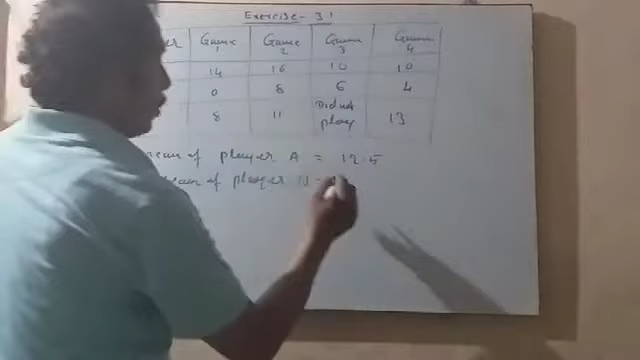 Exercise - 3!
Game 1 Game 2 Game 3 Game 4
14 16 10 10
0 8 6 4
8 11 Did not play 13
mean of player A = 12.5
mean of player